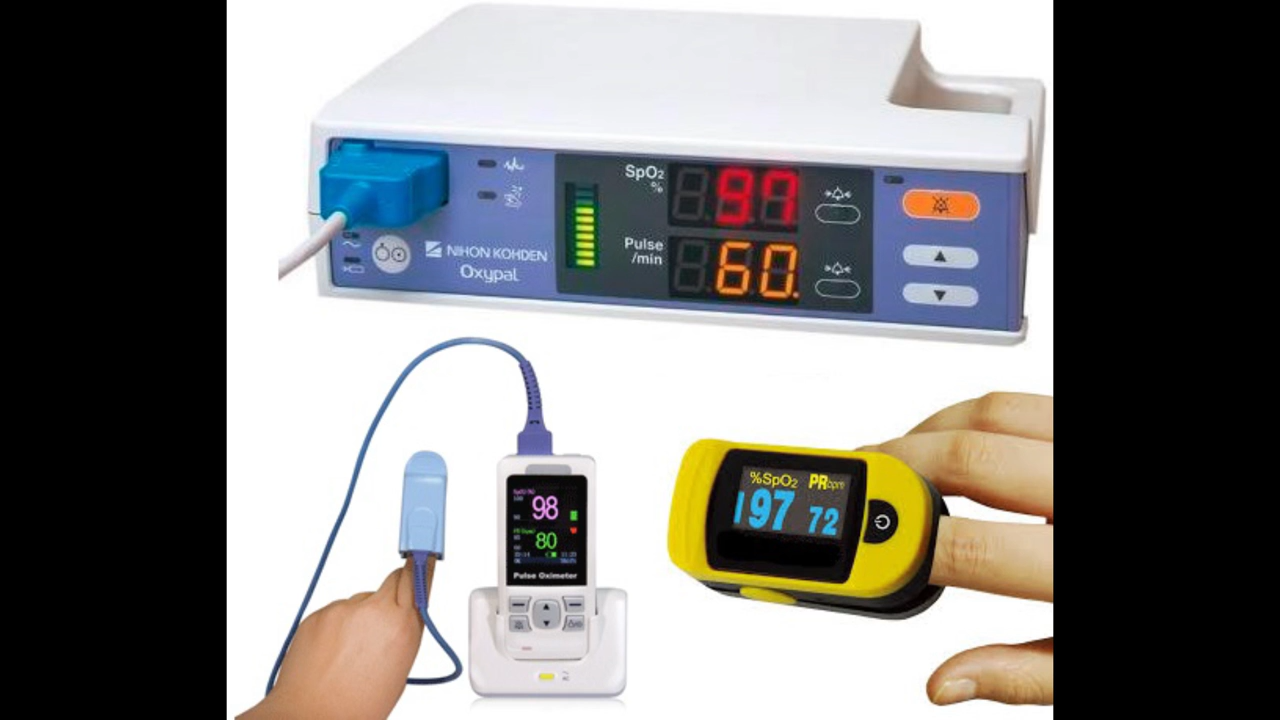 SpO2
%
97
Pulse
/min
60
NIHON KOHDEN
Oxypal
98
80
Pulse Oximeter
%SpO2 PRbpm
97 72